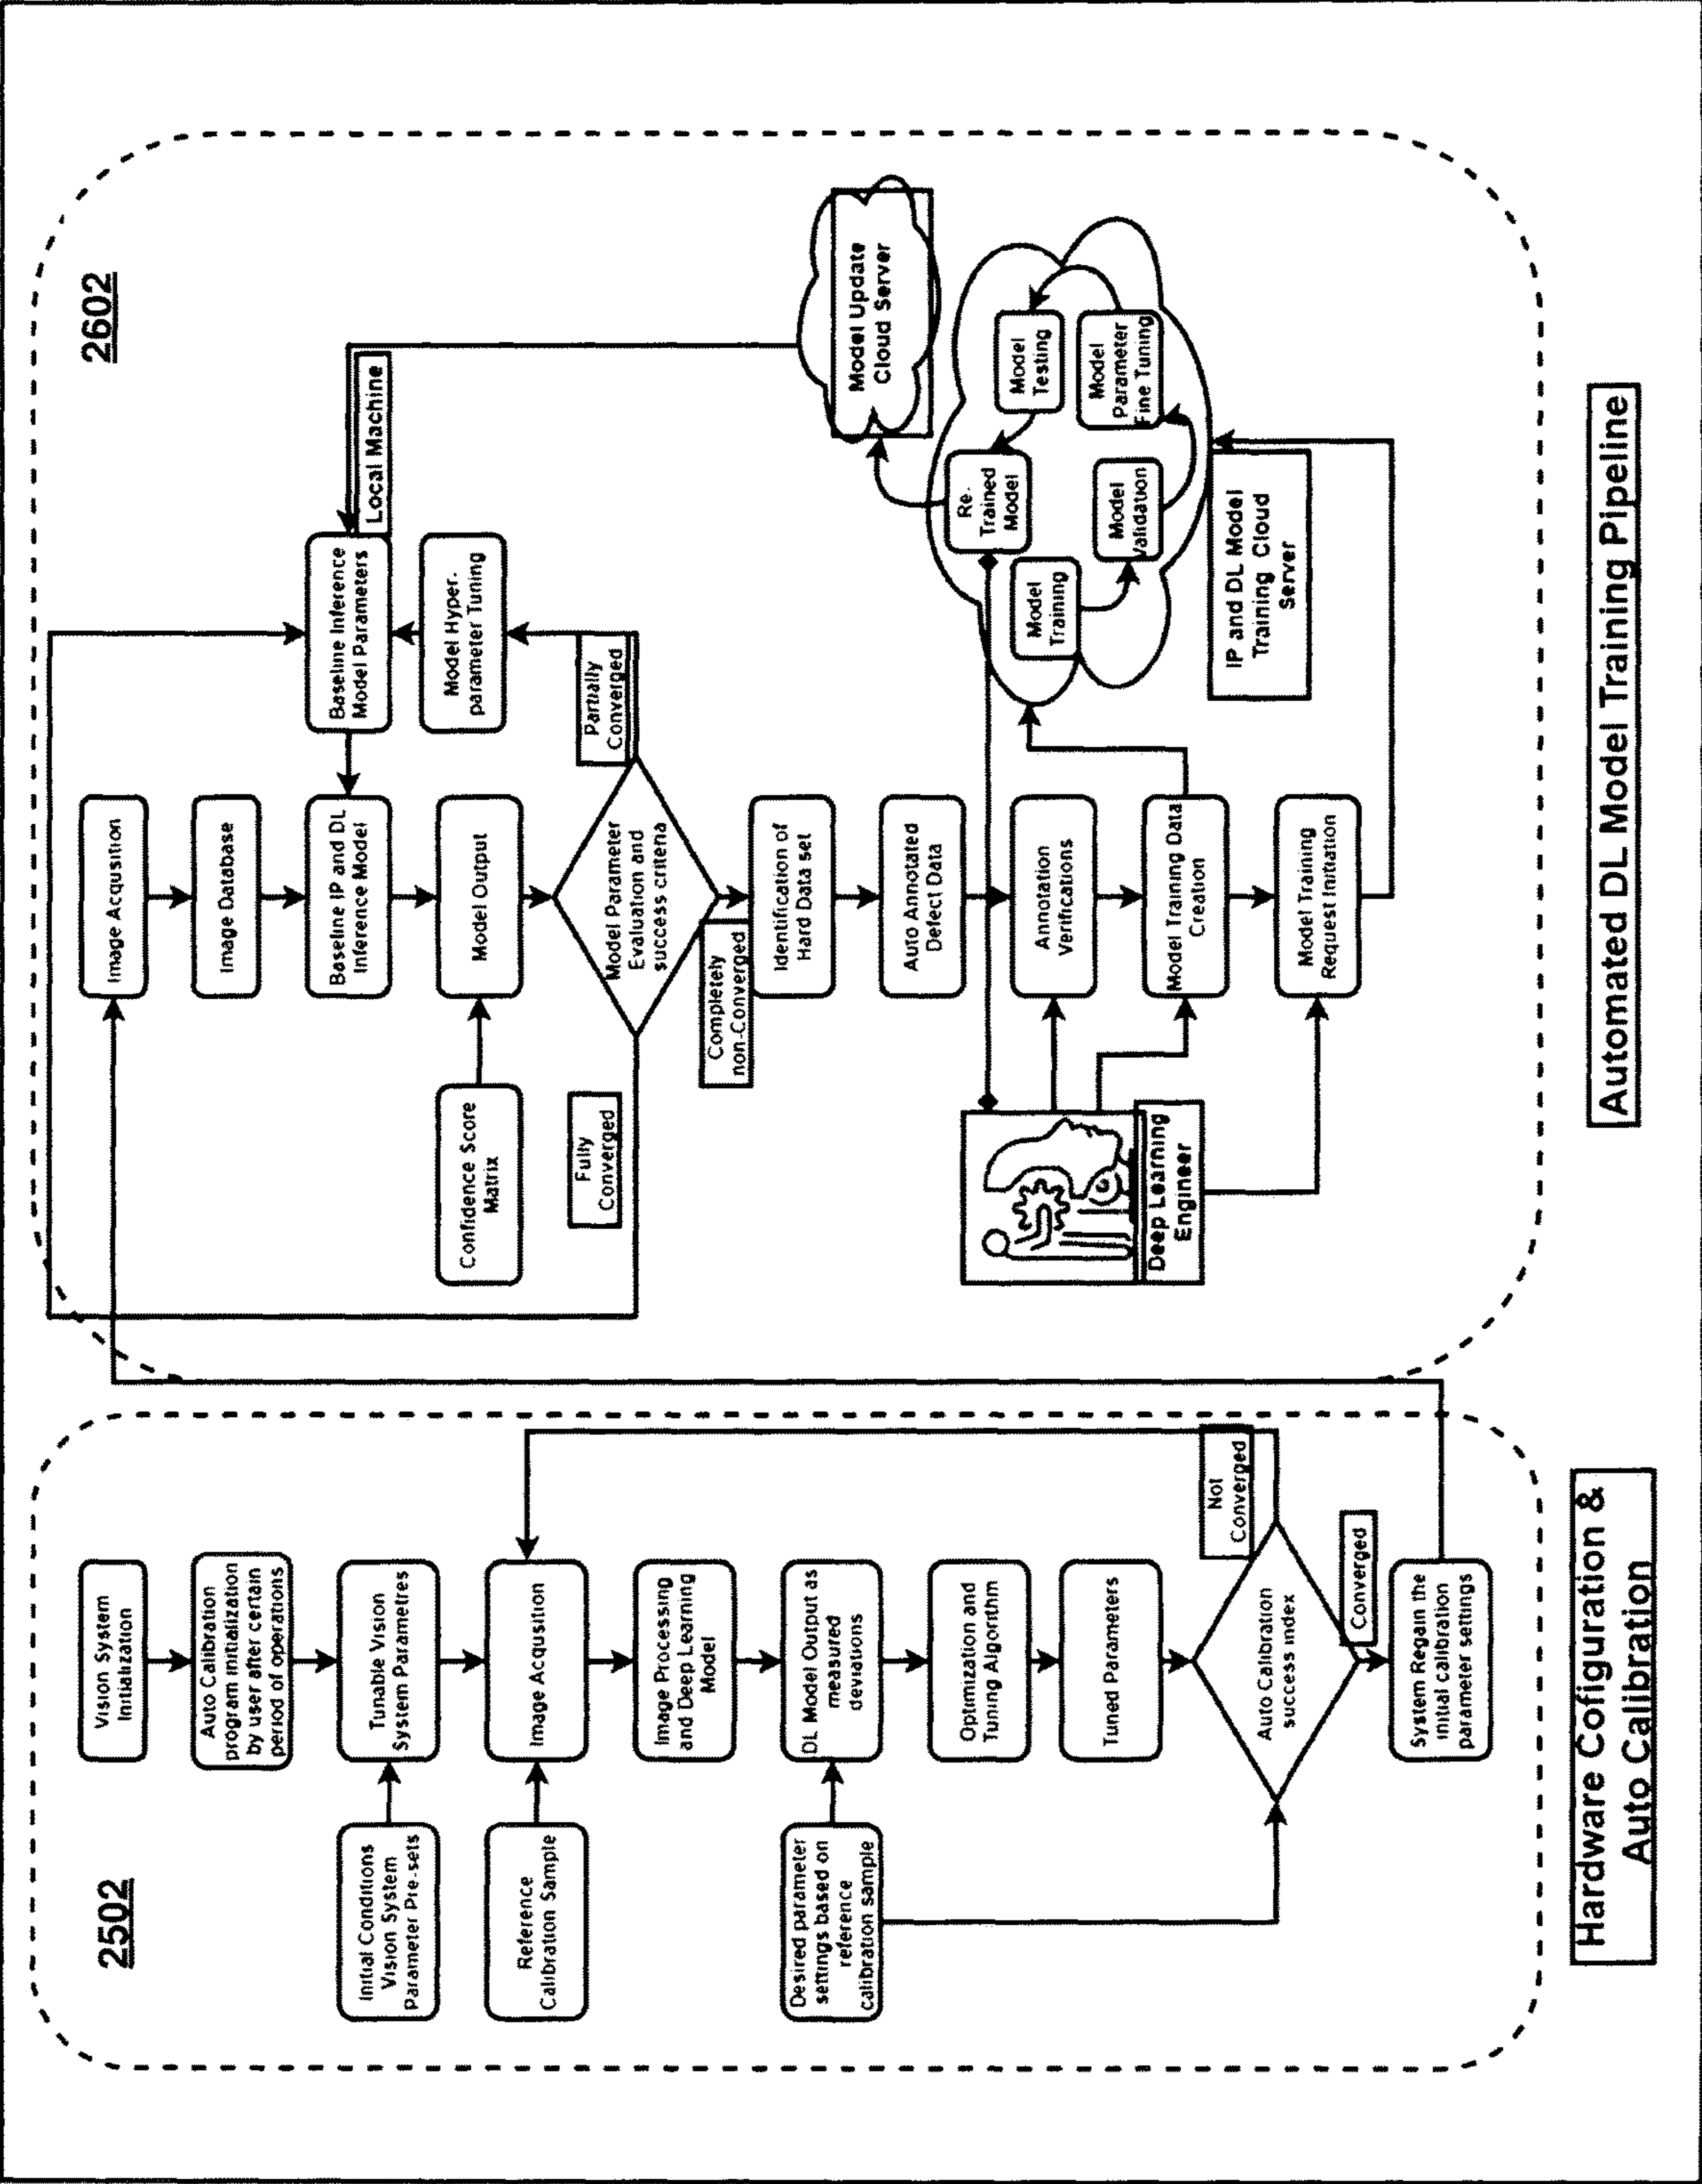 2502
Vision System
Initialization
Auto Calibration
program initialization
by user after certain
period of operations
Initial Conditions
Vision System
Parameter Pre-sets
Tunable Vision
System Parametres
Reference
Calibration Sample
Image Acqusition
Image Processing
and Deep Learning
Model
Desired parameter
settings based on
reference
calibration sample
DL Model Output as
measured
deviations
Optimization and
Tuning Algorithm
Tuned Parameters
Not
Converged
Auto Calibration
success index
Converged
System Regain the
initial calibration
parameter settings
Hardware Cofiguration &
Auto Calibration
2602
Image Acqusition
Image Database
Baseline IP and DL
Inference Model
Baseline Inference
Model Parameters
Local Machine
Model Hyper-
parameter Tuning
Confidence Score
Matrix
Model Output
Fully
Converged
Model Parameter
Evaluation and
success criteria
Partially
Converged
Completely
non-Converged
Identification of
Hard Data set
Auto Annotated
Defect Data
Model Update
Cloud Server
Deep Learning
Engineer
Annotation
Verifications
Model Training Data
Creation
Model Training
Request Initiation
Re-
Trained
Model
Model
Testing
Model
Training
Model
Validation
Model
Parameter
Fine Tuning
IP and DL Model
Training Cloud
Server
Automated DL Model Training Pipeline